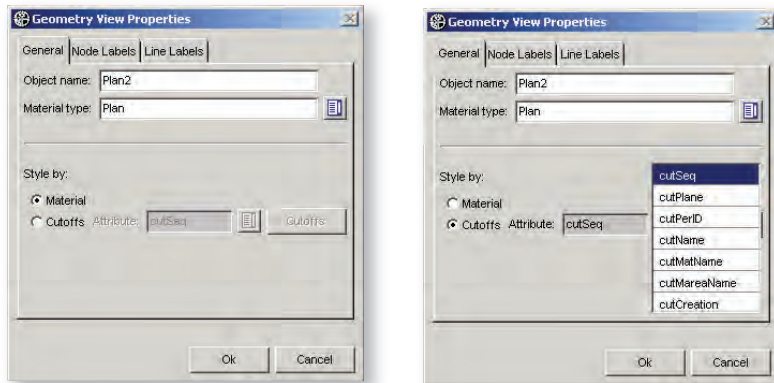 Geometry View Properties
General Node Labels Line Labels
Object name: Plan2
Material type: Plan
Style by:
Material
Cutoffs Attribute: cutSeq Cutoffs
Ok Cancel
Geometry View Properties
General Node Labels Line Labels
Object name: Plan2
Material type: Plan
Style by:
Material
Cutoffs Attribute: cutSeq
cutSeq
cutPlane
cutPerID
cutName
cutMatName
cutMareaName
cutCreation
Ok Cancel